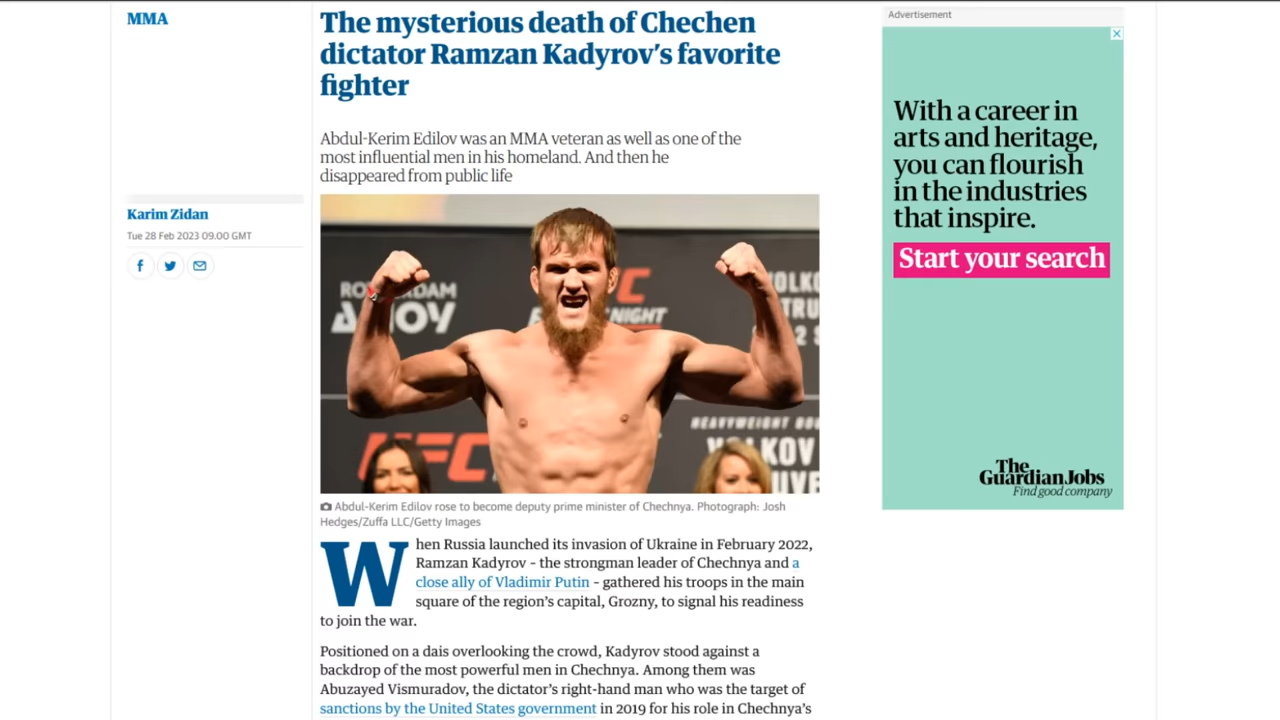 MMA
The mysterious death of Chechen
dictator Ramzan Kadyrov's favorite
fighter
Abdul-Kerim Edilov was an MMA veteran as well as one of the
most influential men in his homeland. And then he
disappeared from public life
Karim Zidan
Tue 28 Feb 2023 09.00 GMT
UFC
NIGHT
AHOY
2
HEAVYWEIGHT
UFC
Abdul-Kerim Edilov rose to become deputy prime minister of Chechnya. Photograph: Josh
Hedges/Zuffa LLC/Getty Images
When Russia launched its invasion of Ukraine in February 2022,
Ramzan Kadyrov – the strongman leader of Chechnya and a
close ally of Vladimir Putin – gathered his troops in the main
square of the region's capital, Grozny, to signal his readiness
to join the war.
Positioned on a dais overlooking the crowd, Kadyrov stood against a
backdrop of the most powerful men in Chechnya. Among them was
Abuzayed Vismuradov, the dictator's right-hand man who was the target of
sanctions by the United States government in 2019 for his role in Chechnya's
Advertisement
With a career in
arts and heritage,
you can flourish
in the industries
that inspire.
Start your search
The
Guardian Jobs
Find good company